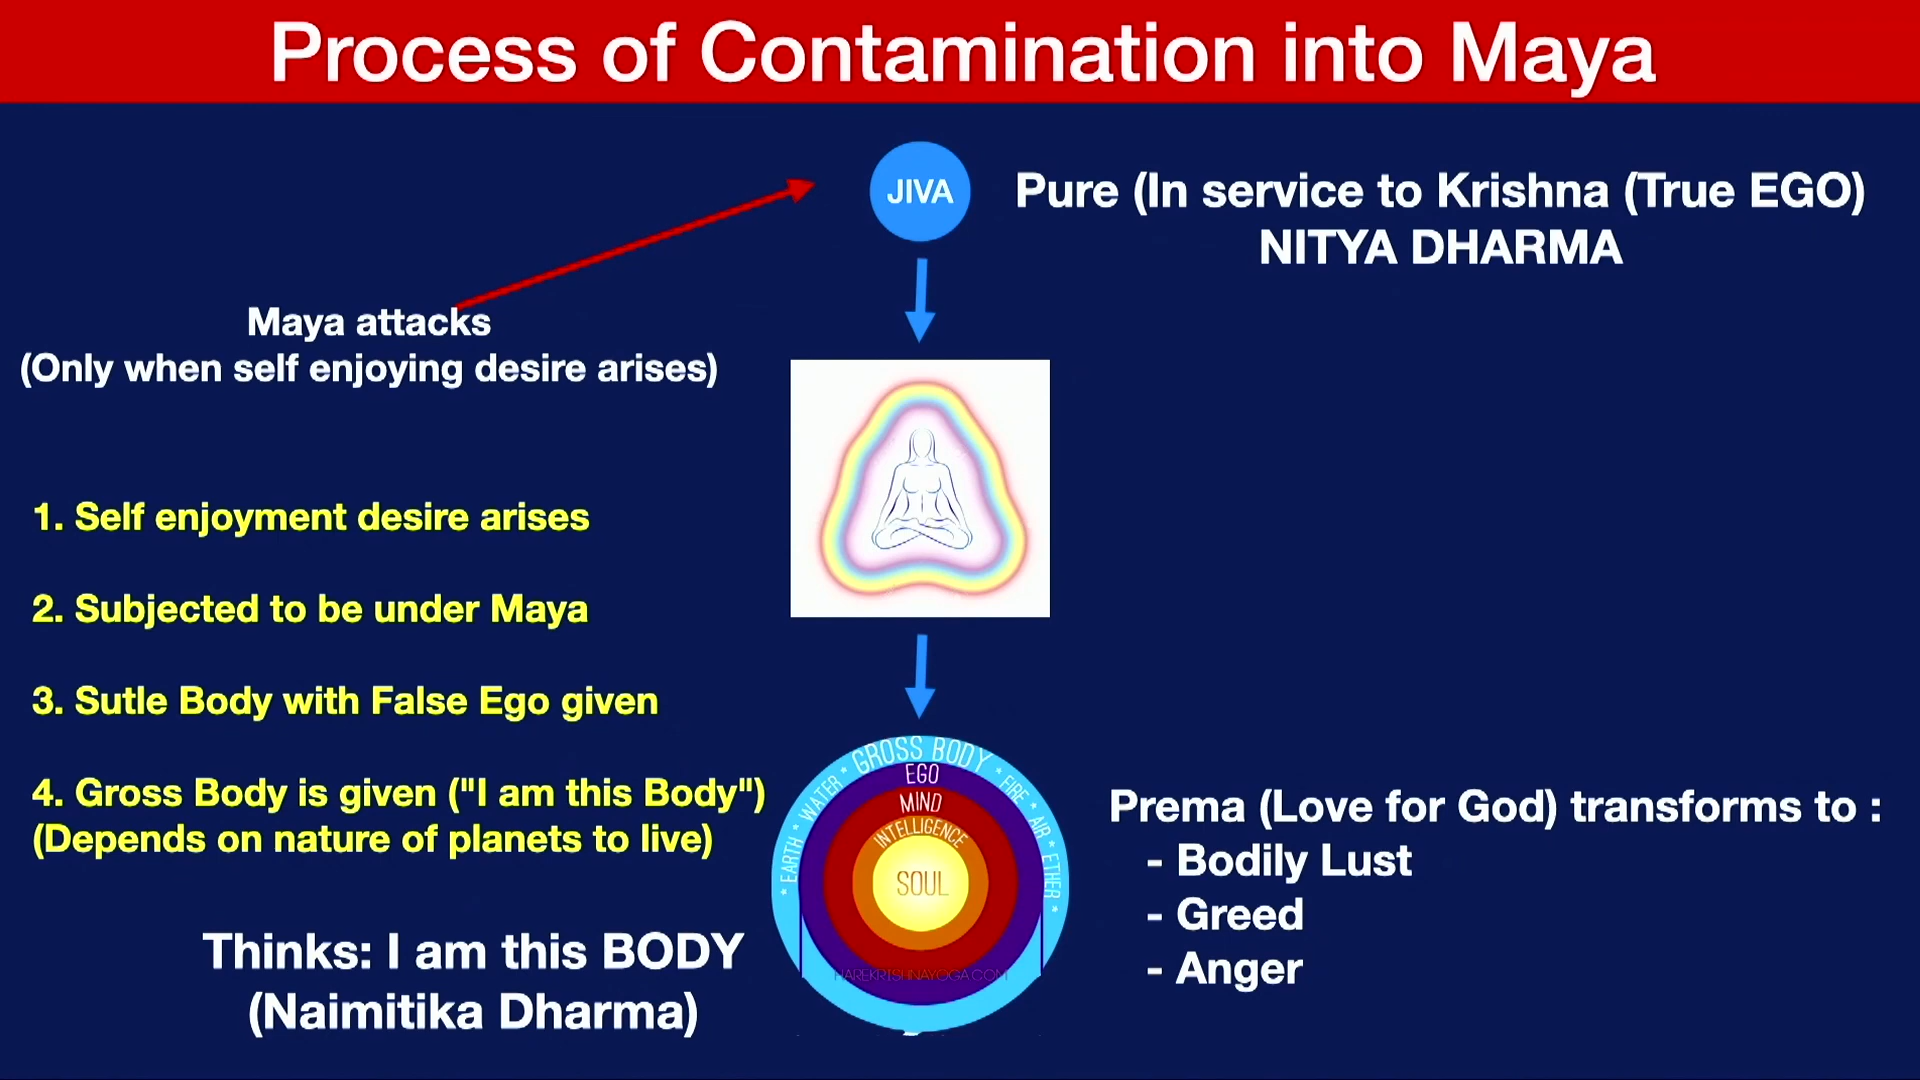 Process of Contamination into Maya
JIVA
Pure (In service to Krishna (True EGO)
NITYA DHARMA
Maya attacks
(Only when self enjoying desire arises)
1. Self enjoyment desire arises
2. Subjected to be under Maya
3. Sutle Body with False Ego given
4. Gross Body is given ("I am this Body")
(Depends on nature of planets to live)
Thinks: I am this BODY
(Naimitika Dharma)
GROSS BODY
* EARTH * WATER * * FIRE * AIR * ETHER *
EGO
MIND
INTELLIGENCE
SOUL
HAREKRISHNAYOGA.COM
Prema (Love for God) transforms to :
- Bodily Lust
- Greed
- Anger